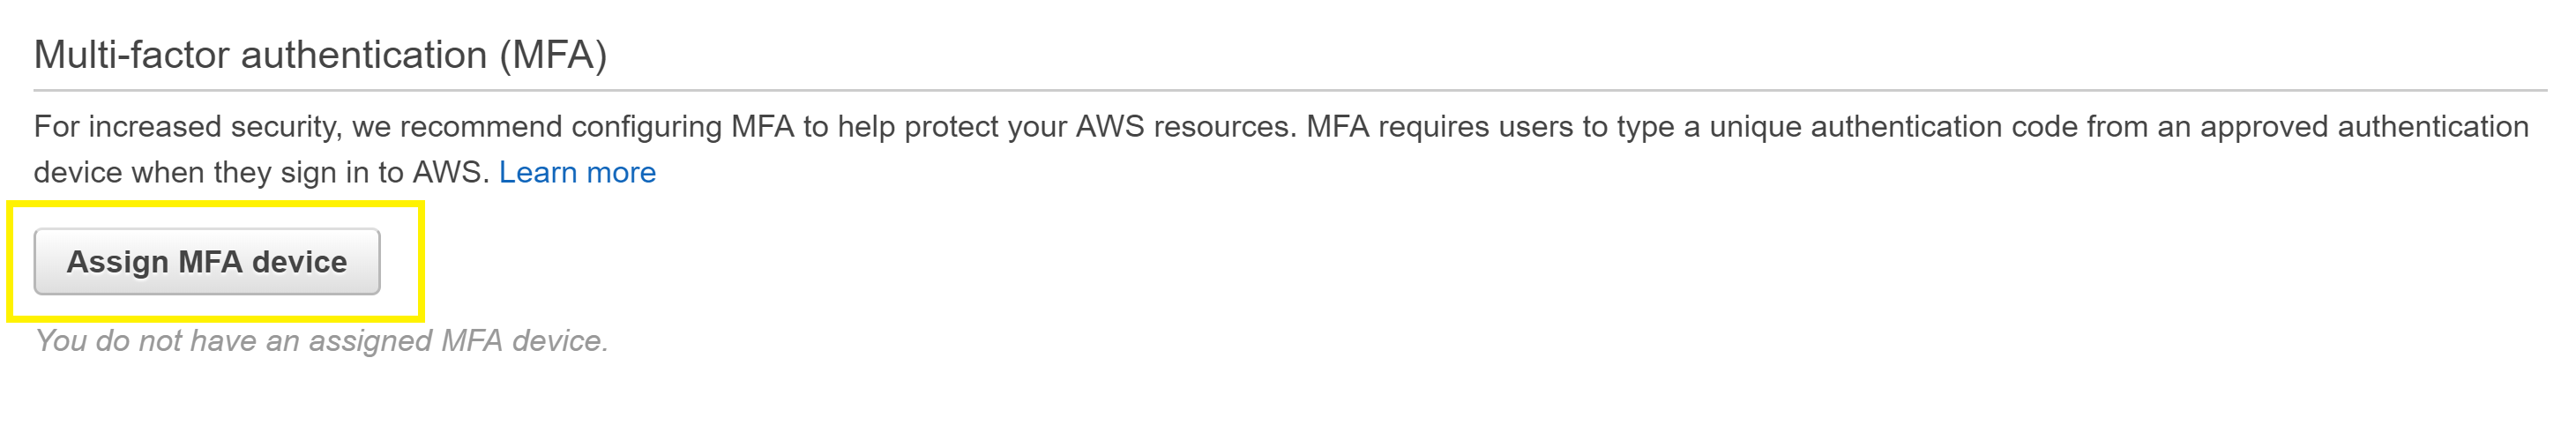 Multi-factor authentication (MFA)
For increased security, we recommend configuring MFA to help protect your AWS resources. MFA requires users to type a unique authentication code from an approved authentication
device when they sign in to AWS. Learn more
Assign MFA device
You do not have an assigned MFA device.